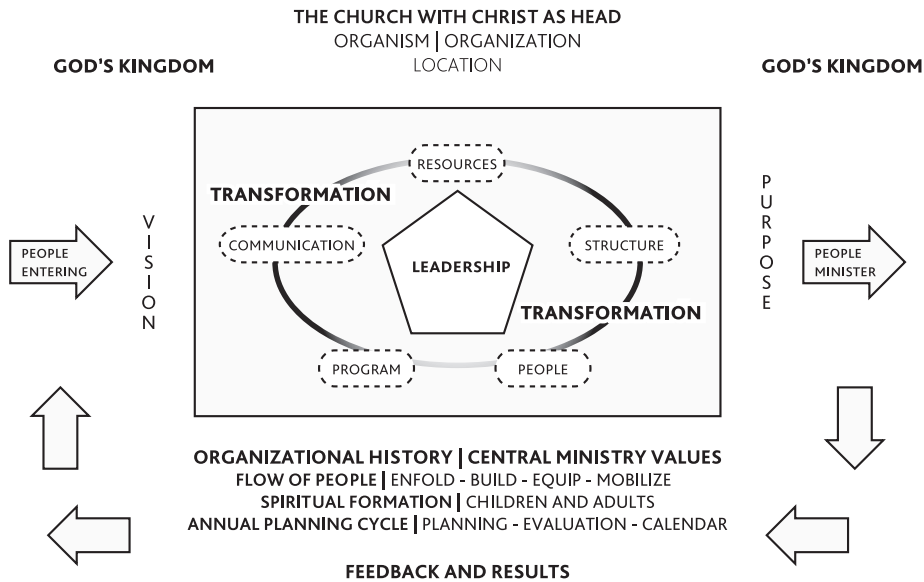 THE CHURCH WITH CHRIST AS HEAD
ORGANISM | ORGANIZATION
LOCATION
GOD'S KINGDOM
GOD'S KINGDOM
RESOURCES
TRANSFORMATION
COMMUNICATION
STRUCTURE
LEADERSHIP
TRANSFORMATION
PROGRAM
PEOPLE
PEOPLE
ENTERING
VISION
PURPOSE
PEOPLE
MINISTER
ORGANIZATIONAL HISTORY | CENTRAL MINISTRY VALUES
FLOW OF PEOPLE | ENFOLD - BUILD - EQUIP - MOBILIZE
SPIRITUAL FORMATION | CHILDREN AND ADULTS
ANNUAL PLANNING CYCLE | PLANNING - EVALUATION - CALENDAR
FEEDBACK AND RESULTS